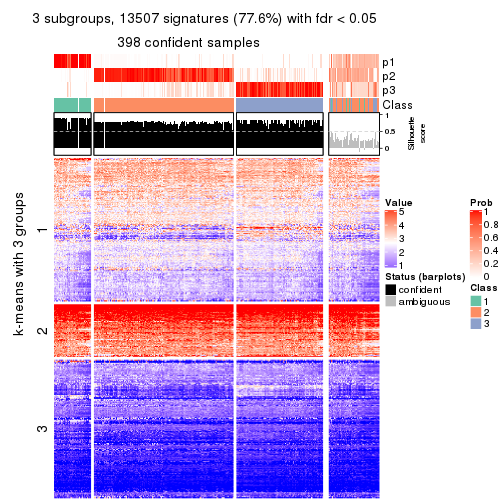 3 subgroups, 13507 signatures (77.6%) with fdr < 0.05
398 confident samples
p1
p2
p3
Class
1
0.5
0
Silhouette
score
k-means with 3 groups
1
2
3
Value
5
4
3
2
1
Status (barplots)
confident
ambiguous
Prob
1
0.8
0.6
0.4
0.2
0
Class
1
2
3